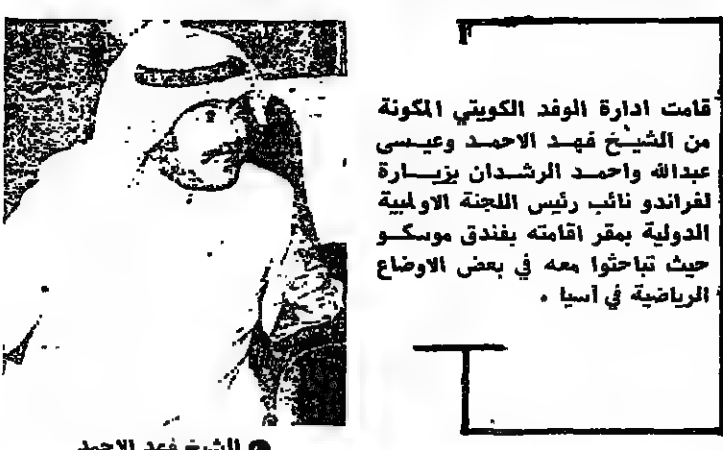 قامت ادارة الوفد الكويتي المكونة
من الشيخ فهد الاحمد وعيسى
عبدالله واحمد الرشدان بزيارة
لفراندو نائب رئيس اللجنة الاولمبية
الدولية بمقر اقامته بفندق موسكو
حيث تباحثوا معه في بعض الاوضاع
الرياضية في آسيا .
● الشيخ فهد الاحمد